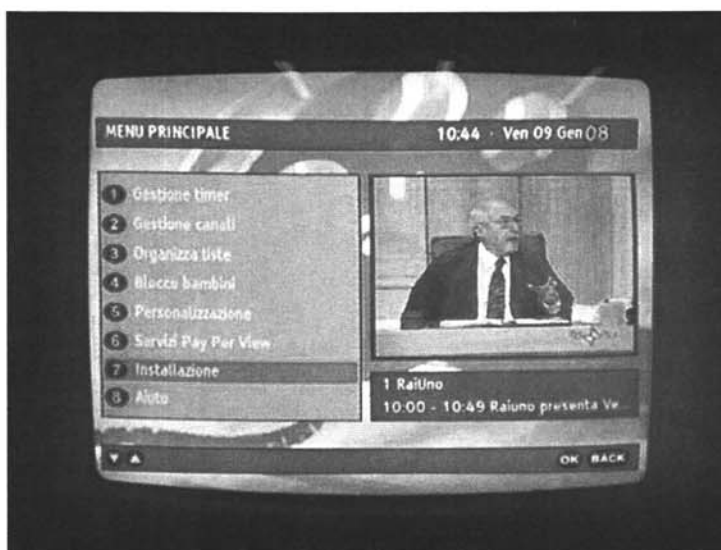 MENU PRINCIPALE
10:44 · Ven 09 Gen 08
1 Gestione timer
2 Gestione canali
3 Organizza liste
4 Blocco bambini
5 Personalizzazione
6 Servizi Pay Per View
7 Installazione
8 Aiuto
1 RaiUno
10:00 - 10:49 Raiuno presenta Ve...
OK BACK